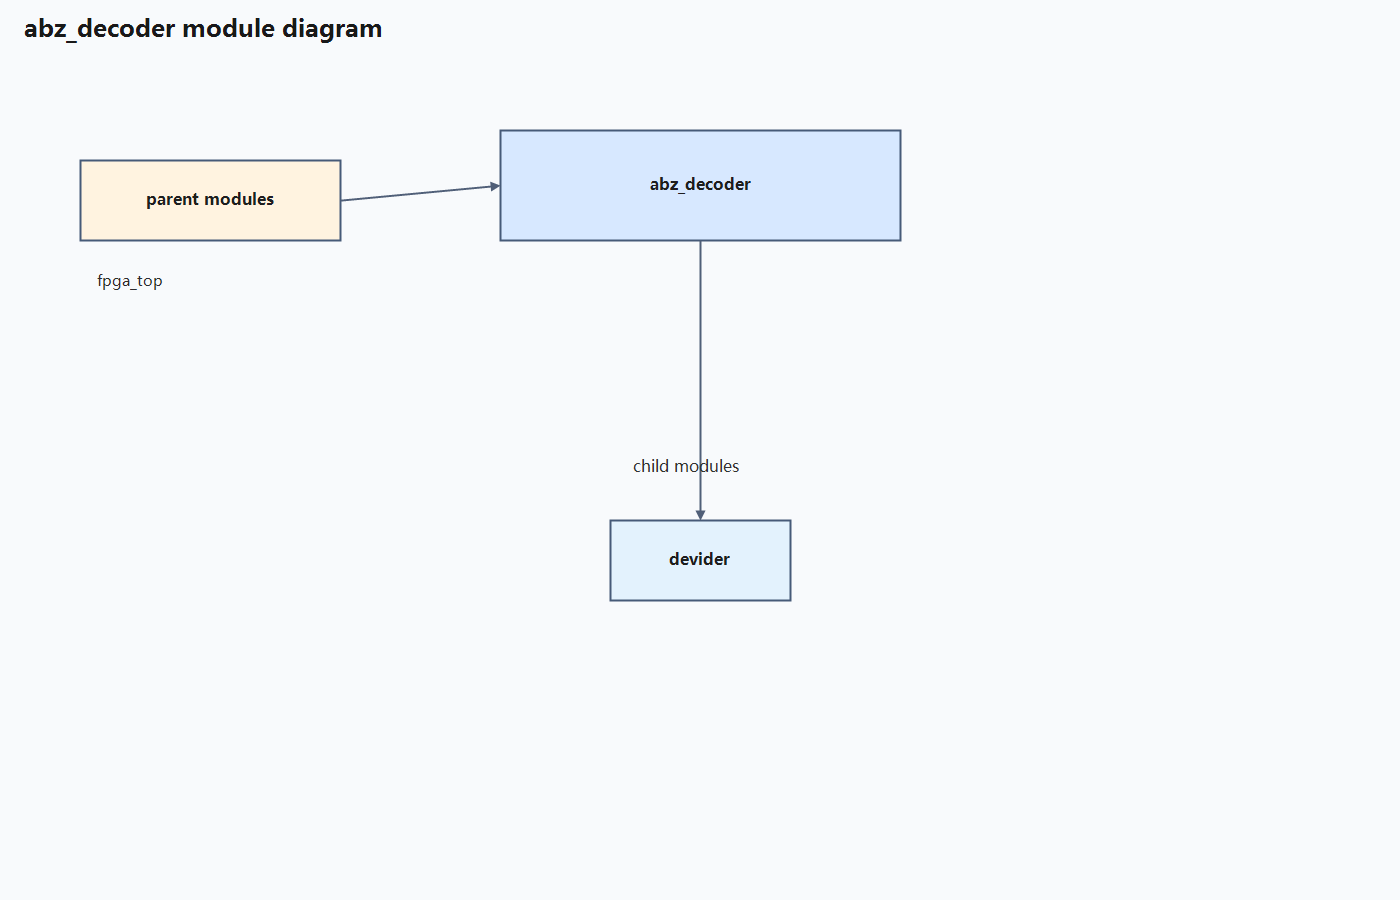 abz_decoder module diagram
abz_decoder
parent modules
fpga_top
child modules
devider